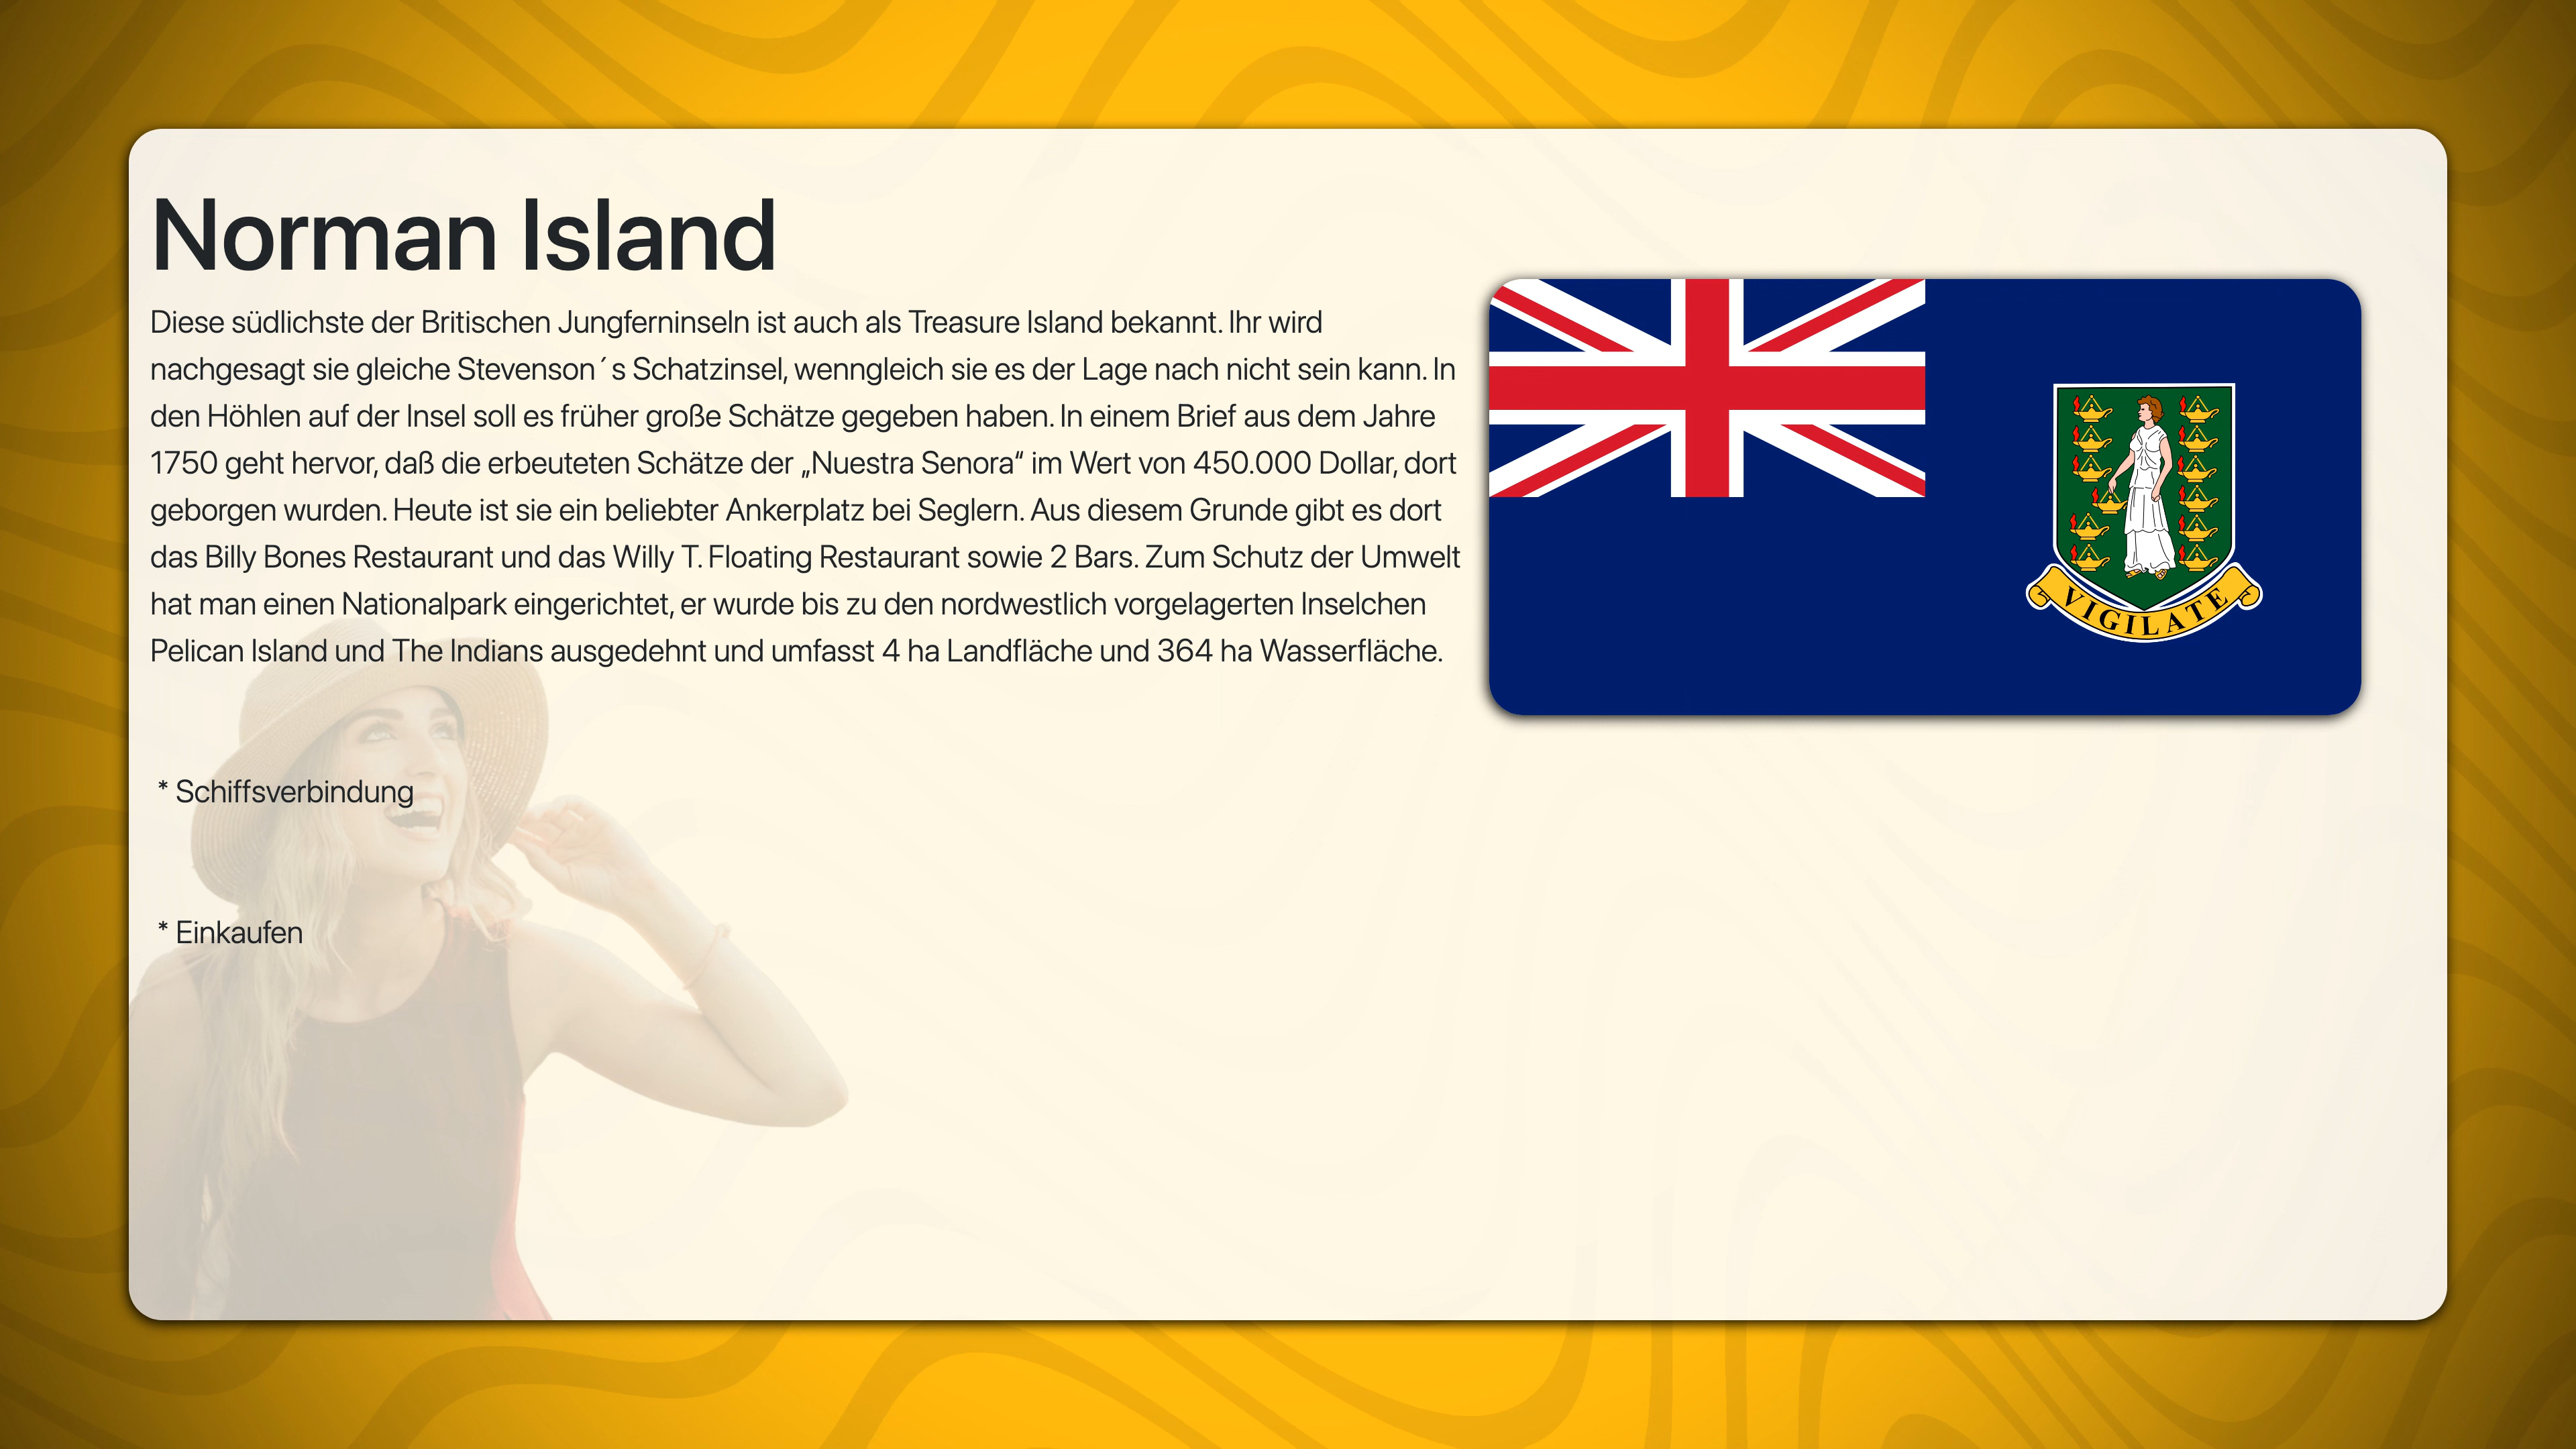 Norman Island
Diese südlichste der Britischen Jungferninseln ist auch als Treasure Island bekannt. Ihr wird
nachgesagt sie gleiche Stevenson´s Schatzinsel, wenngleich sie es der Lage nach nicht sein kann. In
den Höhlen auf der Insel soll es früher große Schätze gegeben haben. In einem Brief aus dem Jahre
1750 geht hervor, daß die erbeuteten Schätze der „Nuestra Senora“ im Wert von 450.000 Dollar, dort
geborgen wurden. Heute ist sie ein beliebter Ankerplatz bei Seglern. Aus diesem Grunde gibt es dort
das Billy Bones Restaurant und das Willy T. Floating Restaurant sowie 2 Bars. Zum Schutz der Umwelt
hat man einen Nationalpark eingerichtet, er wurde bis zu den nordwestlich vorgelagerten Inselchen
Pelican Island und The Indians ausgedehnt und umfasst 4 ha Landfläche und 364 ha Wasserfläche.
* Schiffsverbindung
* Einkaufen
VIGILATE